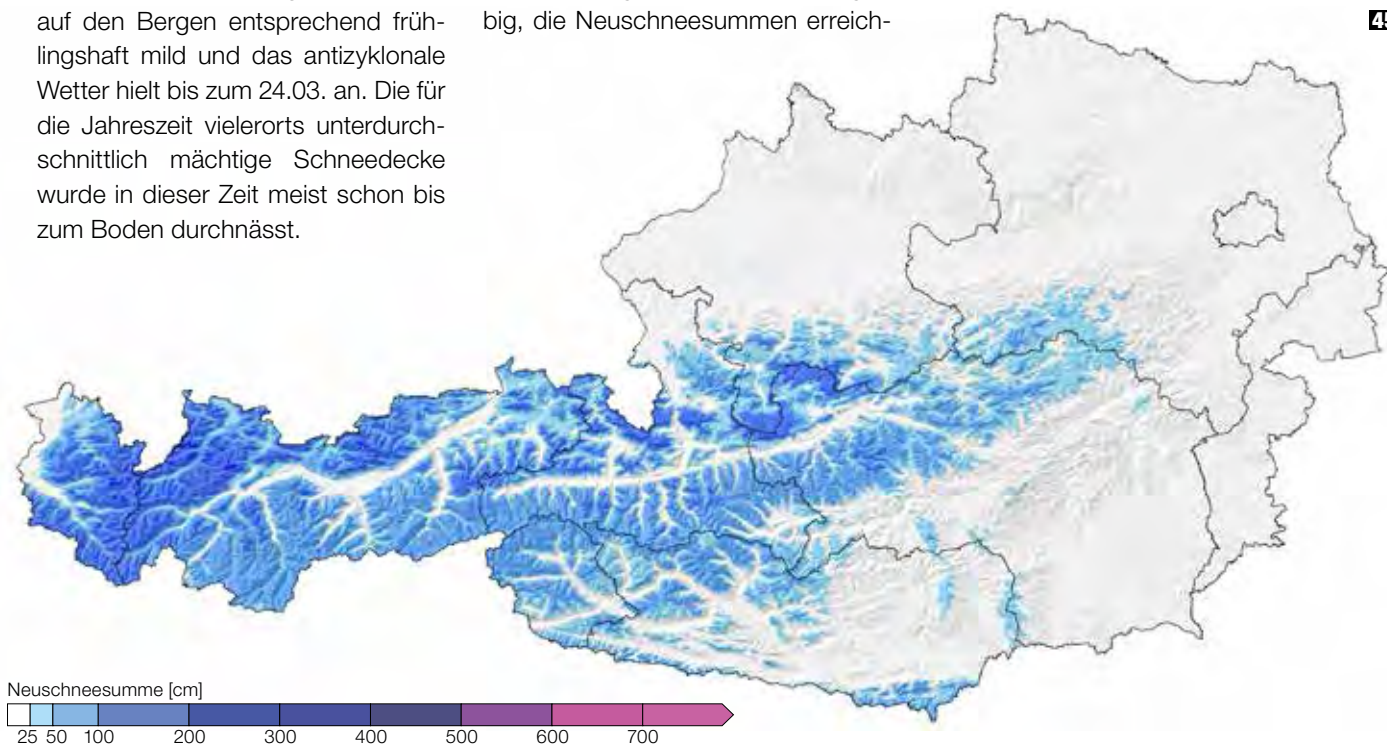 auf den Bergen entsprechend früh-
lingshaft mild und das antizyklonale
Wetter hielt bis zum 24.03. an. Die für
die Jahreszeit vielerorts unterdurch-
schnittlich mächtige Schneedecke
wurde in dieser Zeit meist schon bis
zum Boden durchnässt.
big, die Neuschneesummen erreich-
Neuschneesumme [cm]
25 50 100 200 300 400 500 600 700